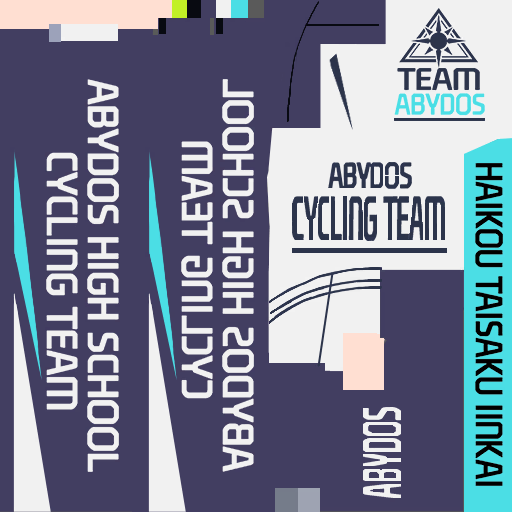 TEAM
ABYDOS
ABYDOS
CYCLING TEAM
ABYDOS HIGH SCHOOL
CYCLING TEAM
ABYDOS HIGH SCHOOL
CYCLING TEAM
HAIKOU TAISAKU IINKAI
ABYDOS